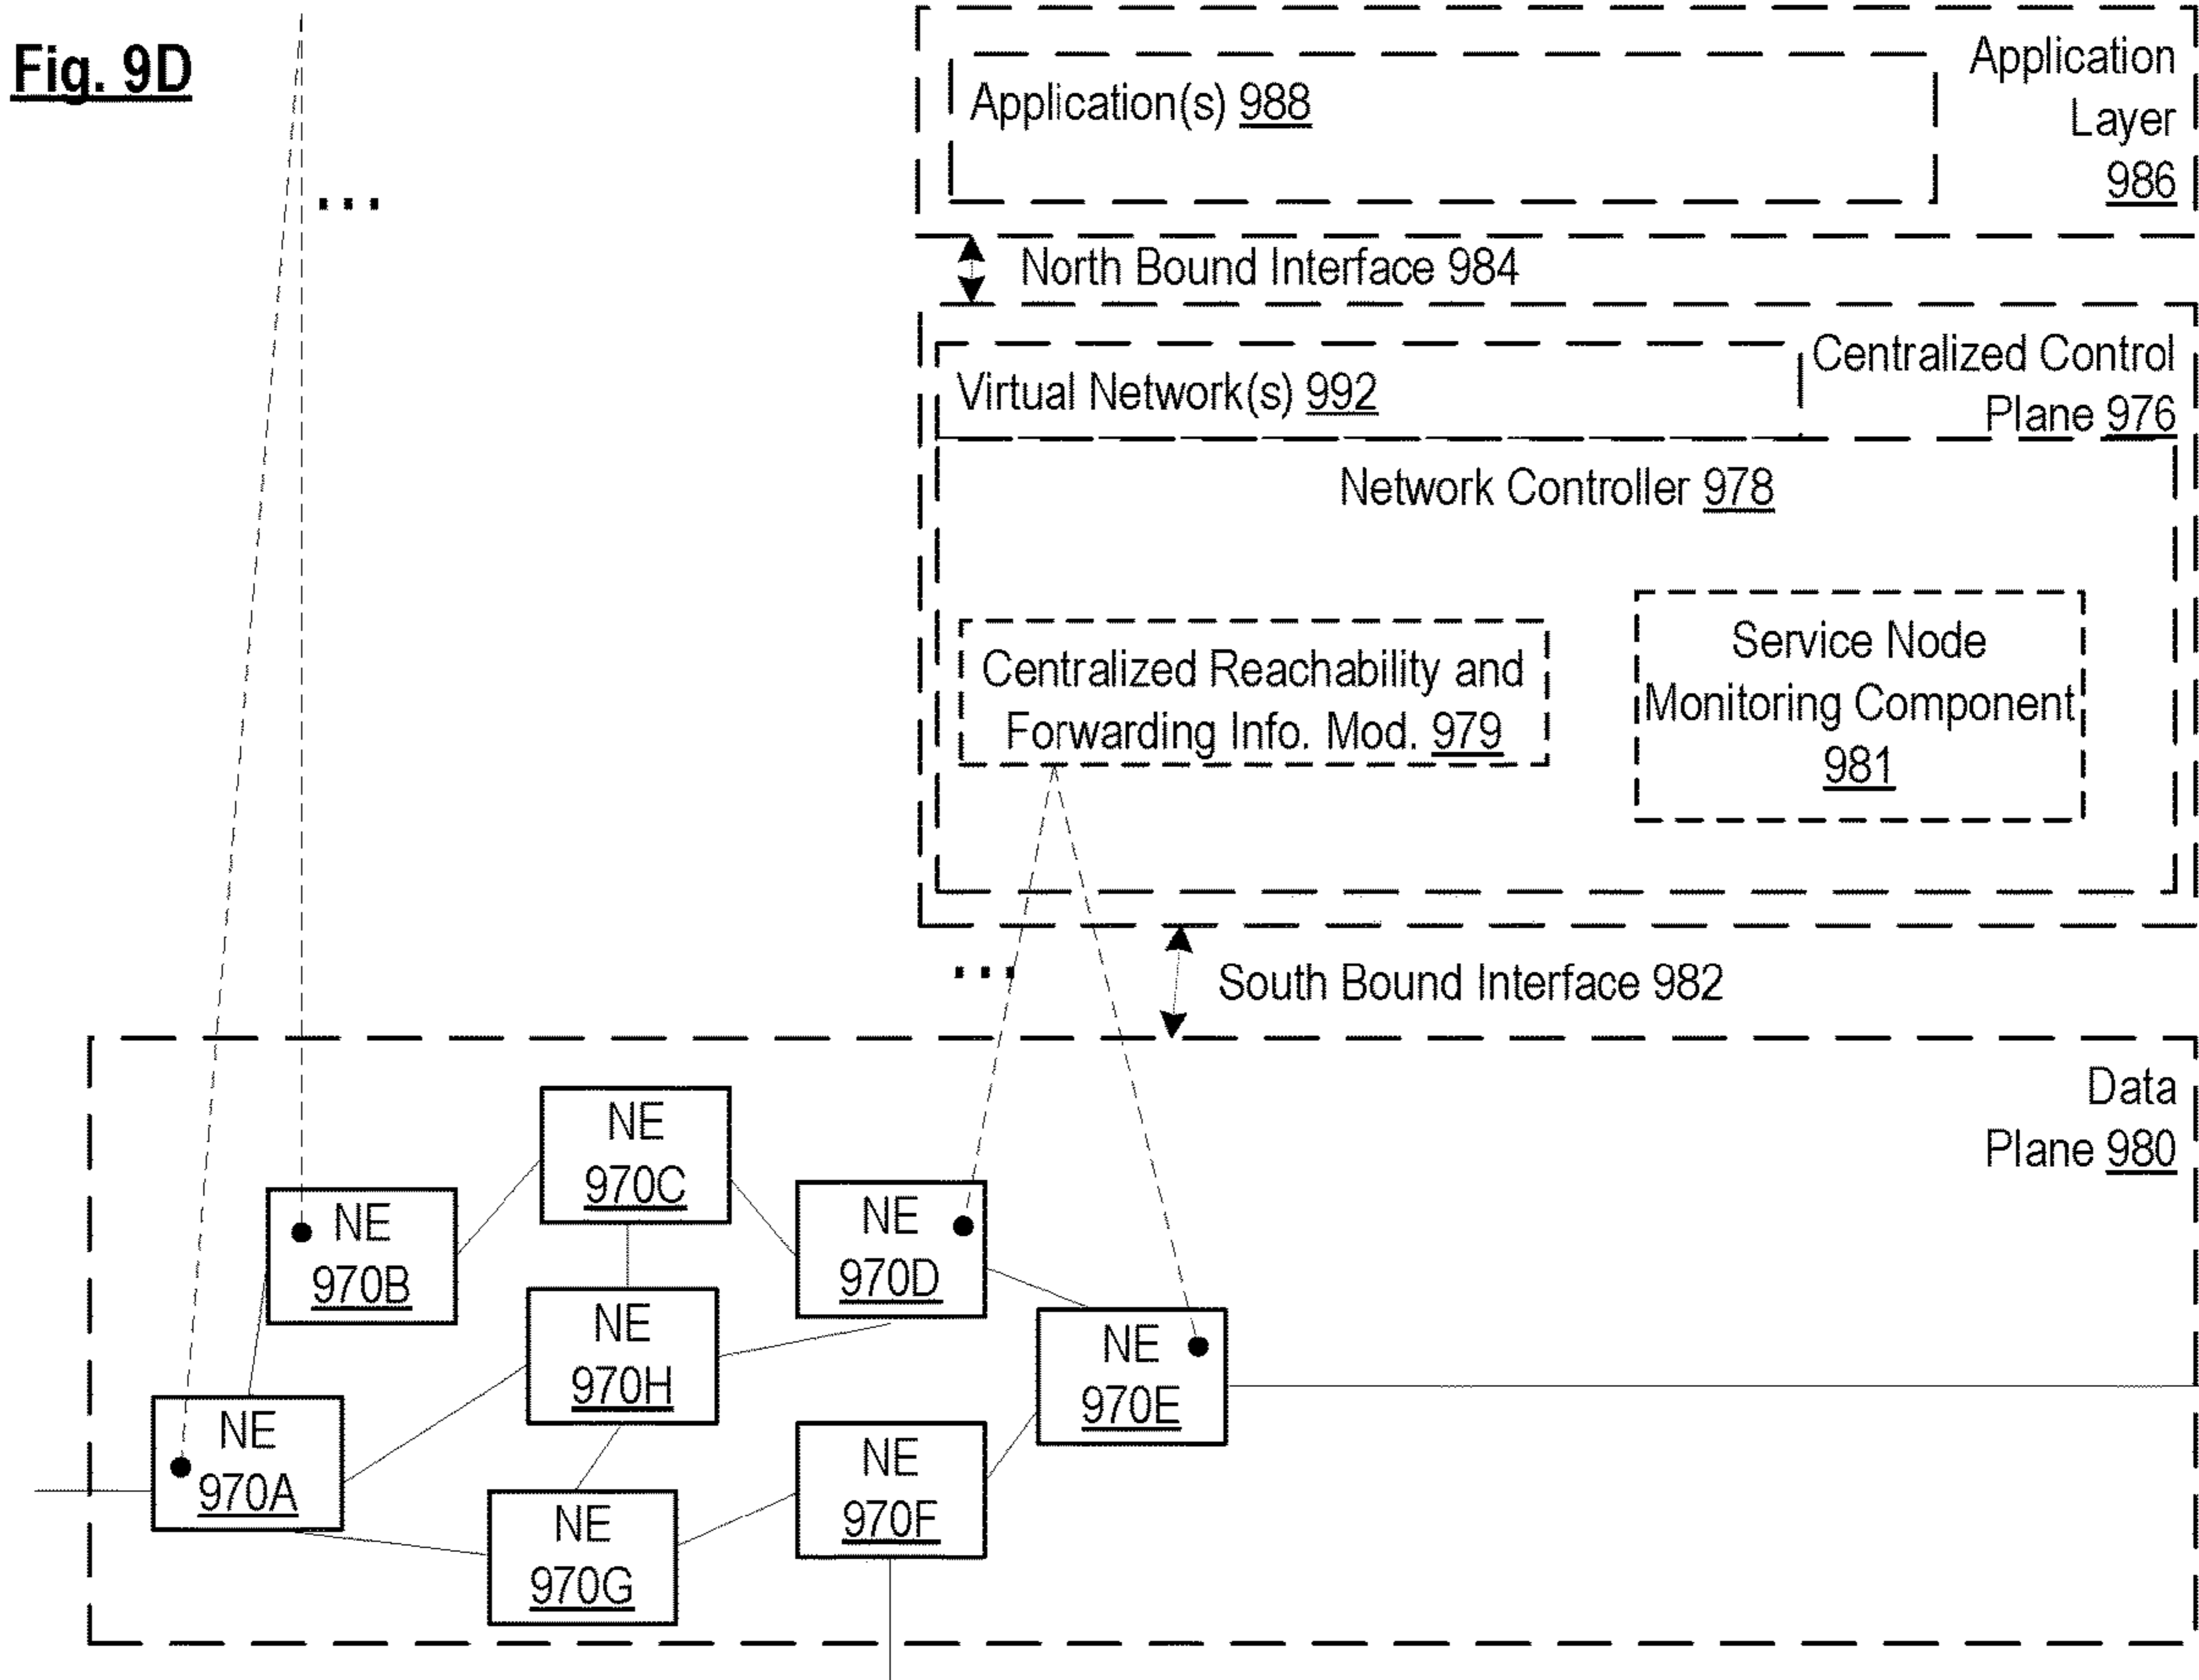 Fig. 9D
Application
Layer
986
Application(s) 988
North Bound Interface 984
Centralized Control
Plane 976
Virtual Network(s) 992
Network Controller 978
Centralized Reachability and
Forwarding Info. Mod. 979
Service Node
Monitoring Component
981
...
...
South Bound Interface 982
Data
Plane 980
NE
970C
NE
970B
NE
970D
NE
970H
NE
970E
NE
970A
NE
970F
NE
970G